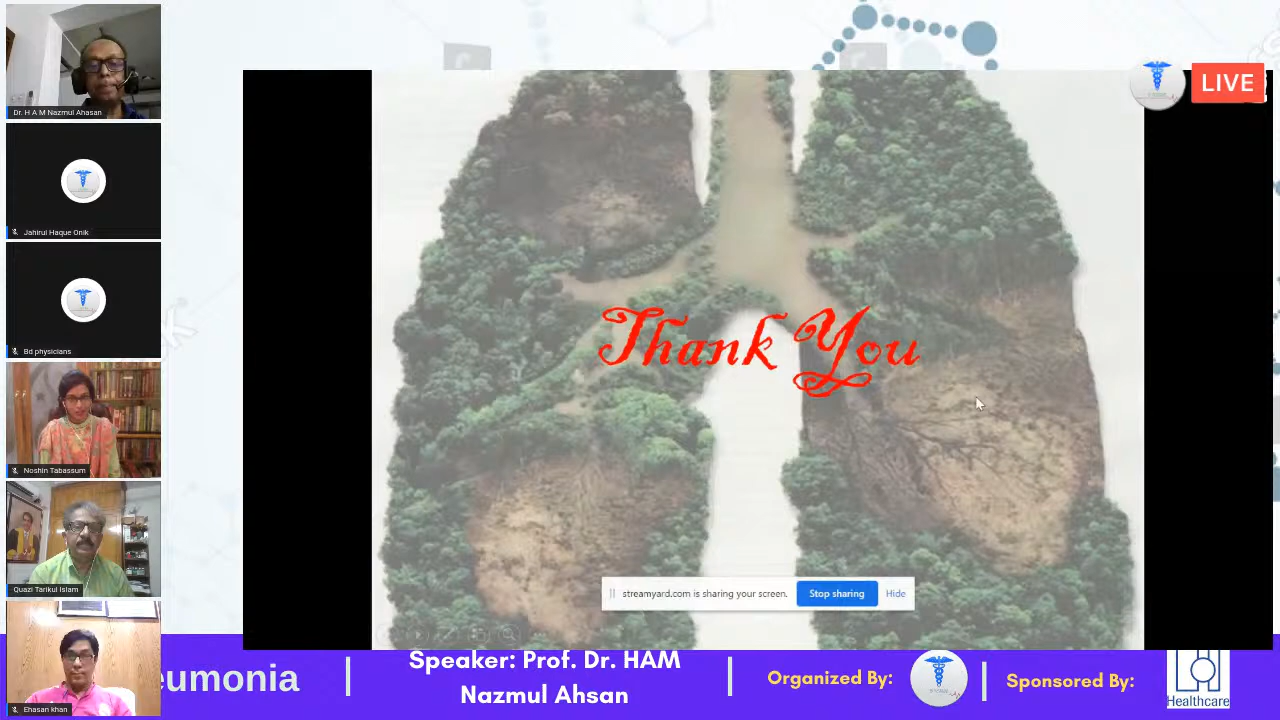 Dr. H A M Nazmul Ahasan
Jahirul Haque Onik
Bd physicians
Noshin Tabassum
Quazi Tarikul Islam
Ehasan khan
LIVE
Thank You
streamyard.com is sharing your screen.
Stop sharing
Hide
eumonia
Speaker: Prof. Dr. HAM
Nazmul Ahsan
Organized By:
Sponsored By:
Healthcare